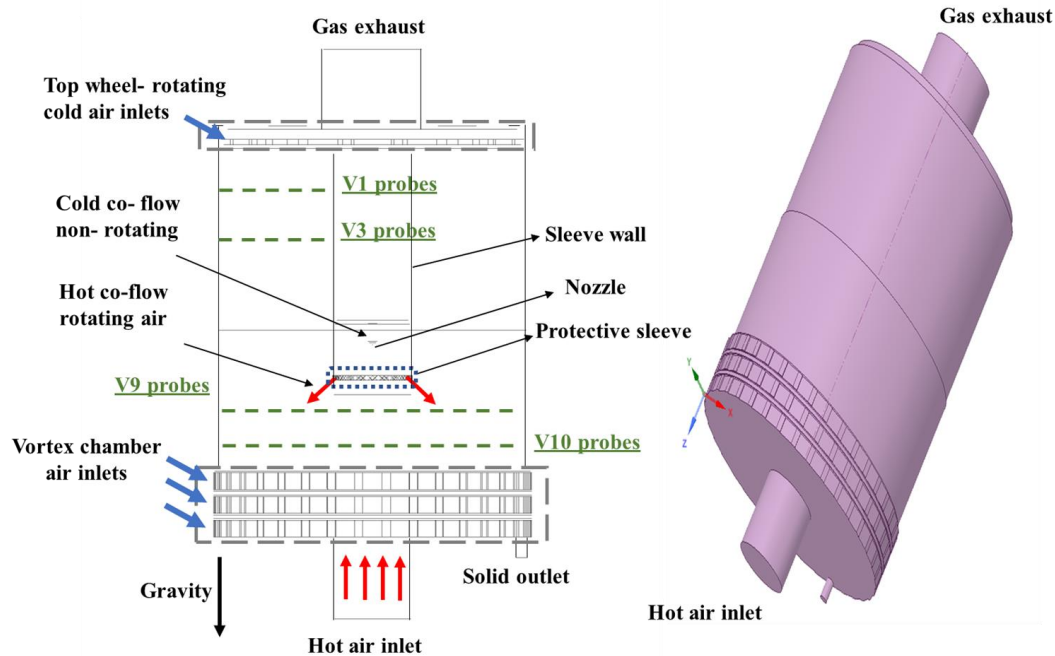 Gas exhaust
Top wheel- rotating
cold air inlets
V1 probes
Cold co- flow
non- rotating
V3 probes
Sleeve wall
Nozzle
Hot co-flow
rotating air
Protective sleeve
V9 probes
V10 probes
Vortex chamber
air inlets
Solid outlet
Gravity
Hot air inlet
Gas exhaust
Y
X
Z
Hot air inlet